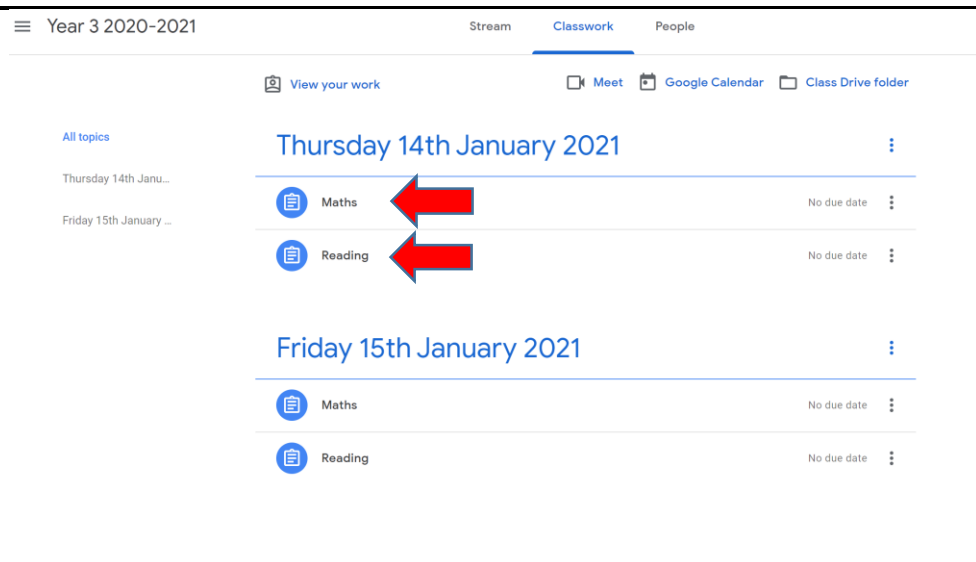 Year 3 2020-2021
Stream Classwork People
View your work Meet Google Calendar Class Drive folder
All topics
Thursday 14th Janu...
Friday 15th January ...
Thursday 14th January 2021
Maths No due date
Reading No due date
Friday 15th January 2021
Maths No due date
Reading No due date